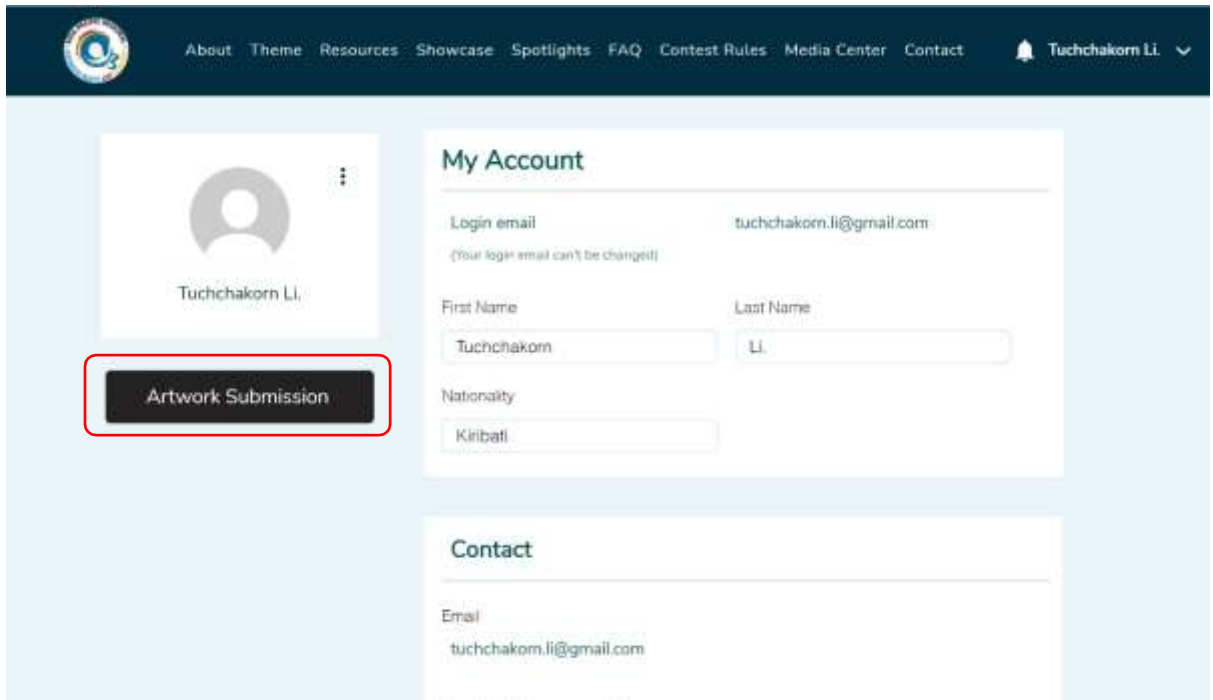 About Theme Resources Showcase Spotlights FAQ Contest Rules Media Center Contact Tuchchakorn Li.
Tuchchakorn Li.
Artwork Submission
My Account
Login email tuchchakorn.li@gmail.com
(Your login email can't be changed)
First Name Last Name
Tuchchakorn Li.
Nationality
Kiribati
Contact
Email
tuchchakorn.li@gmail.com